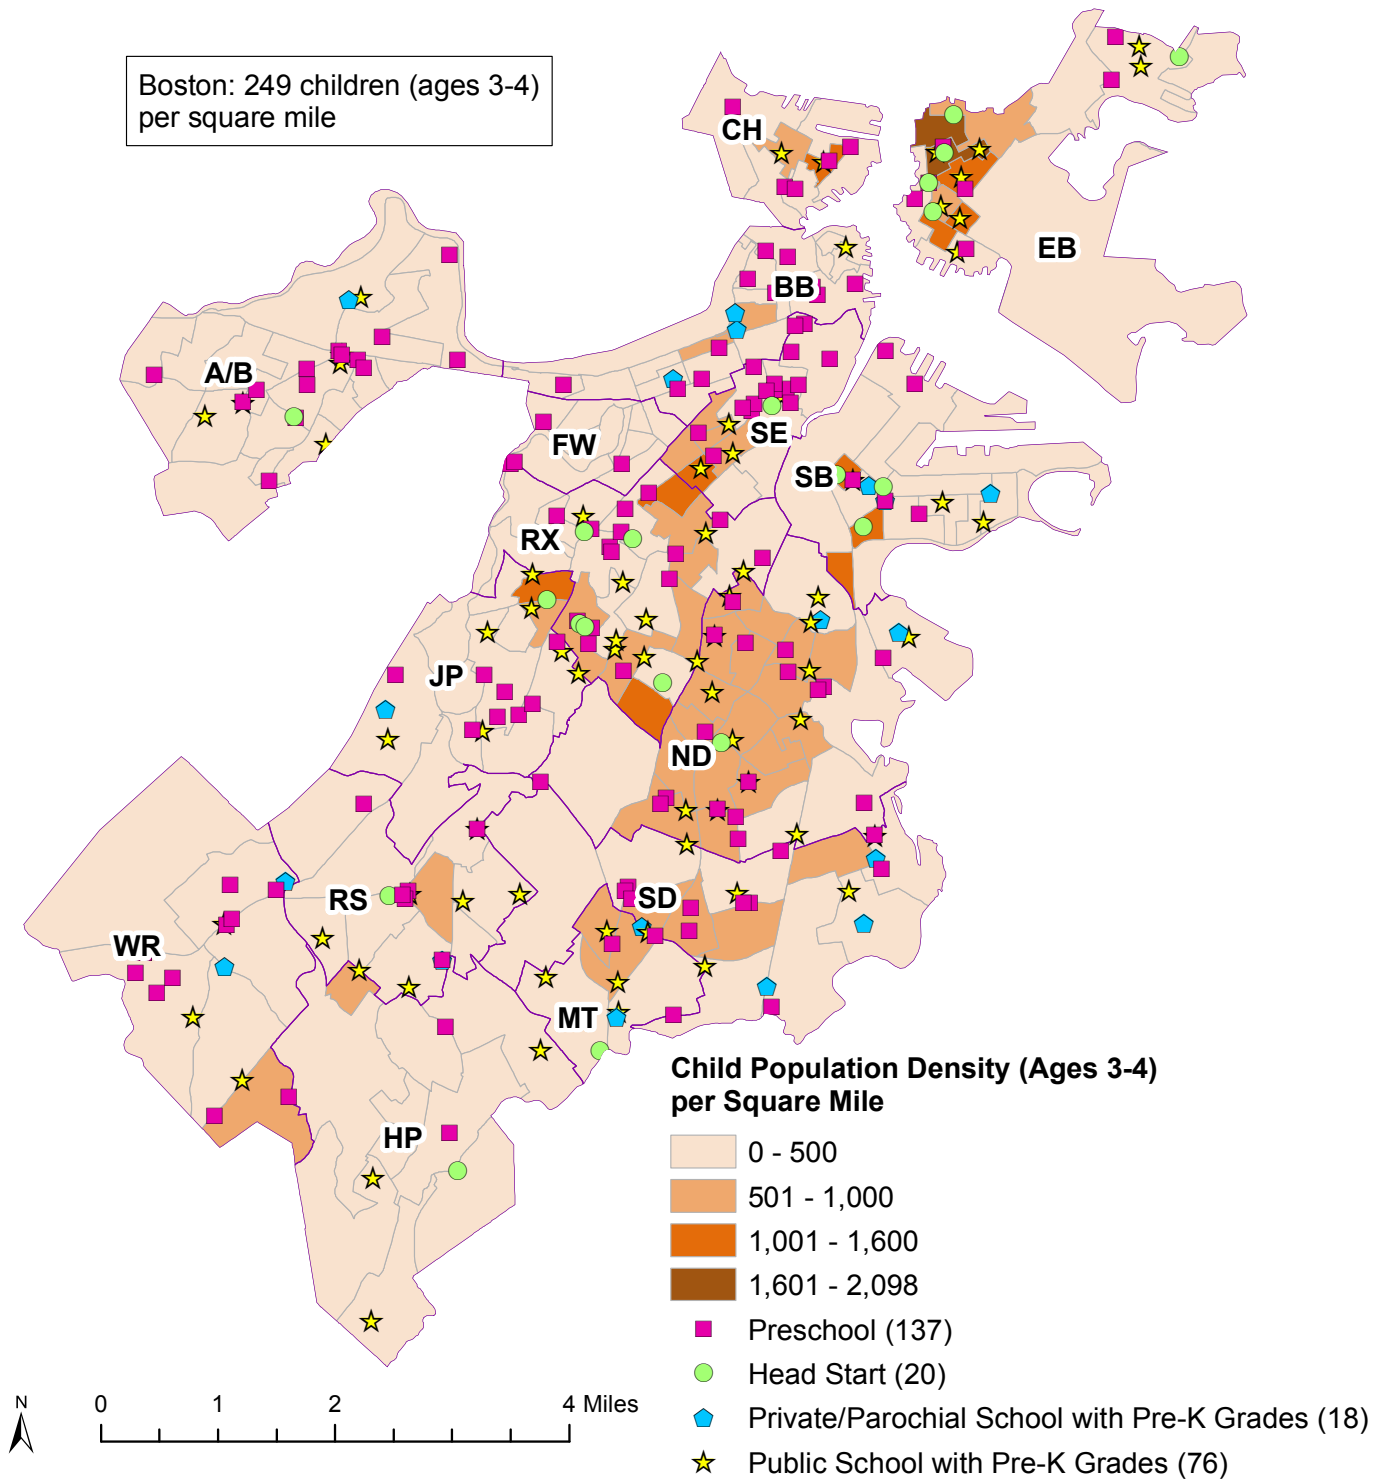 Boston: 249 children (ages 3-4)
per square mile
CH
EB
BB
A/B
FW
SE
SB
RX
JP
ND
RS
SD
WR
MT
HP
Child Population Density (Ages 3-4)
per Square Mile
0 - 500
501 - 1,000
1,001 - 1,600
1,601 - 2,098
Preschool (137)
Head Start (20)
Private/Parochial School with Pre-K Grades (18)
Public School with Pre-K Grades (76)
N
0 1 2 4 Miles